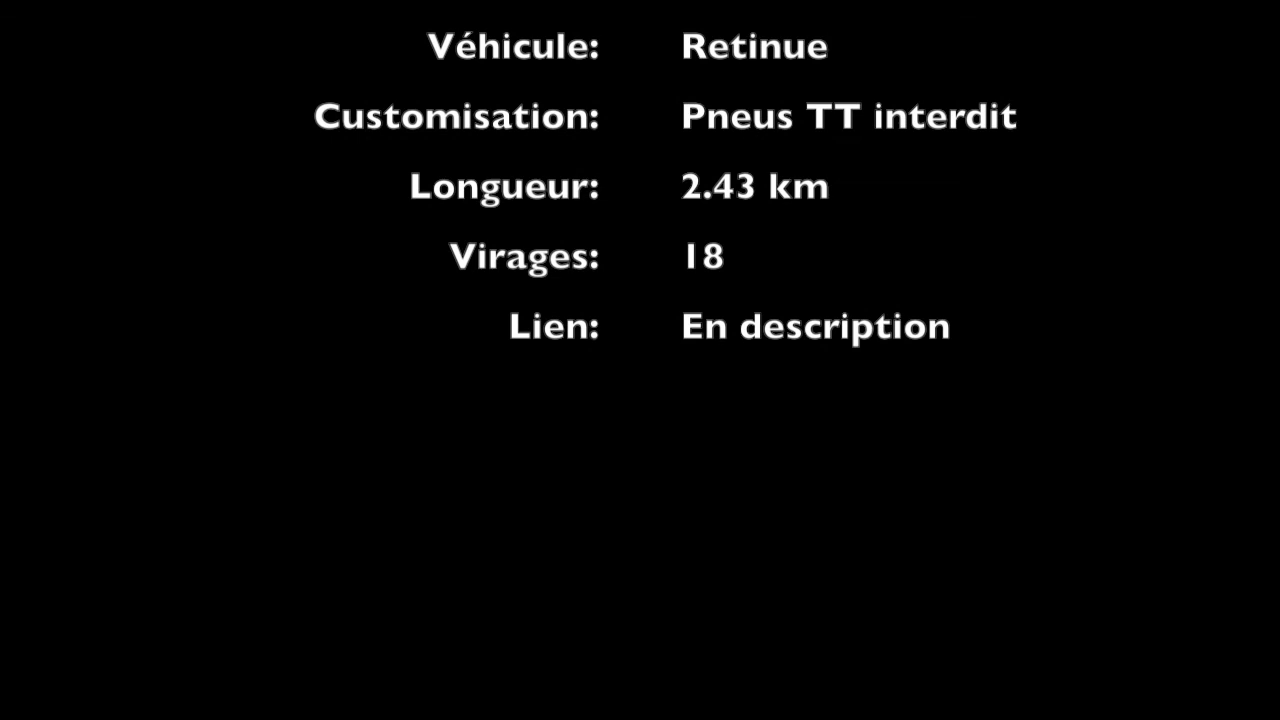 Véhicule: Retinue
Customisation: Pneus TT interdit
Longueur: 2.43 km
Virages: 18
Lien: En description